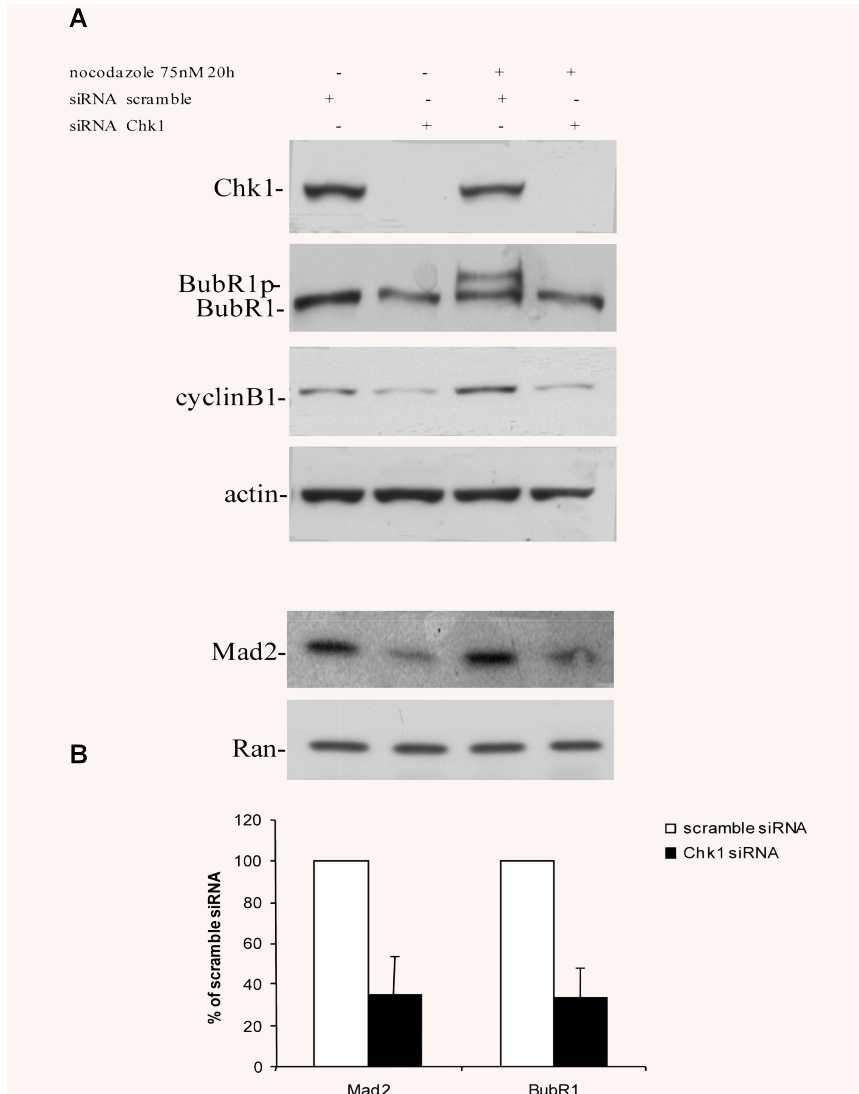 A
nocodazole 75nM 20h - - + +
siRNA scramble + - + -
siRNA Chk1 - + - +
Chk1-
BubR1p-
BubR1-
cyclinB1-
actin-
Mad2-
Ran-
B
120
100
80
60
40
20
0
% of scramble siRNA
scramble siRNA
Chk1 siRNA
Mad2 BubR1